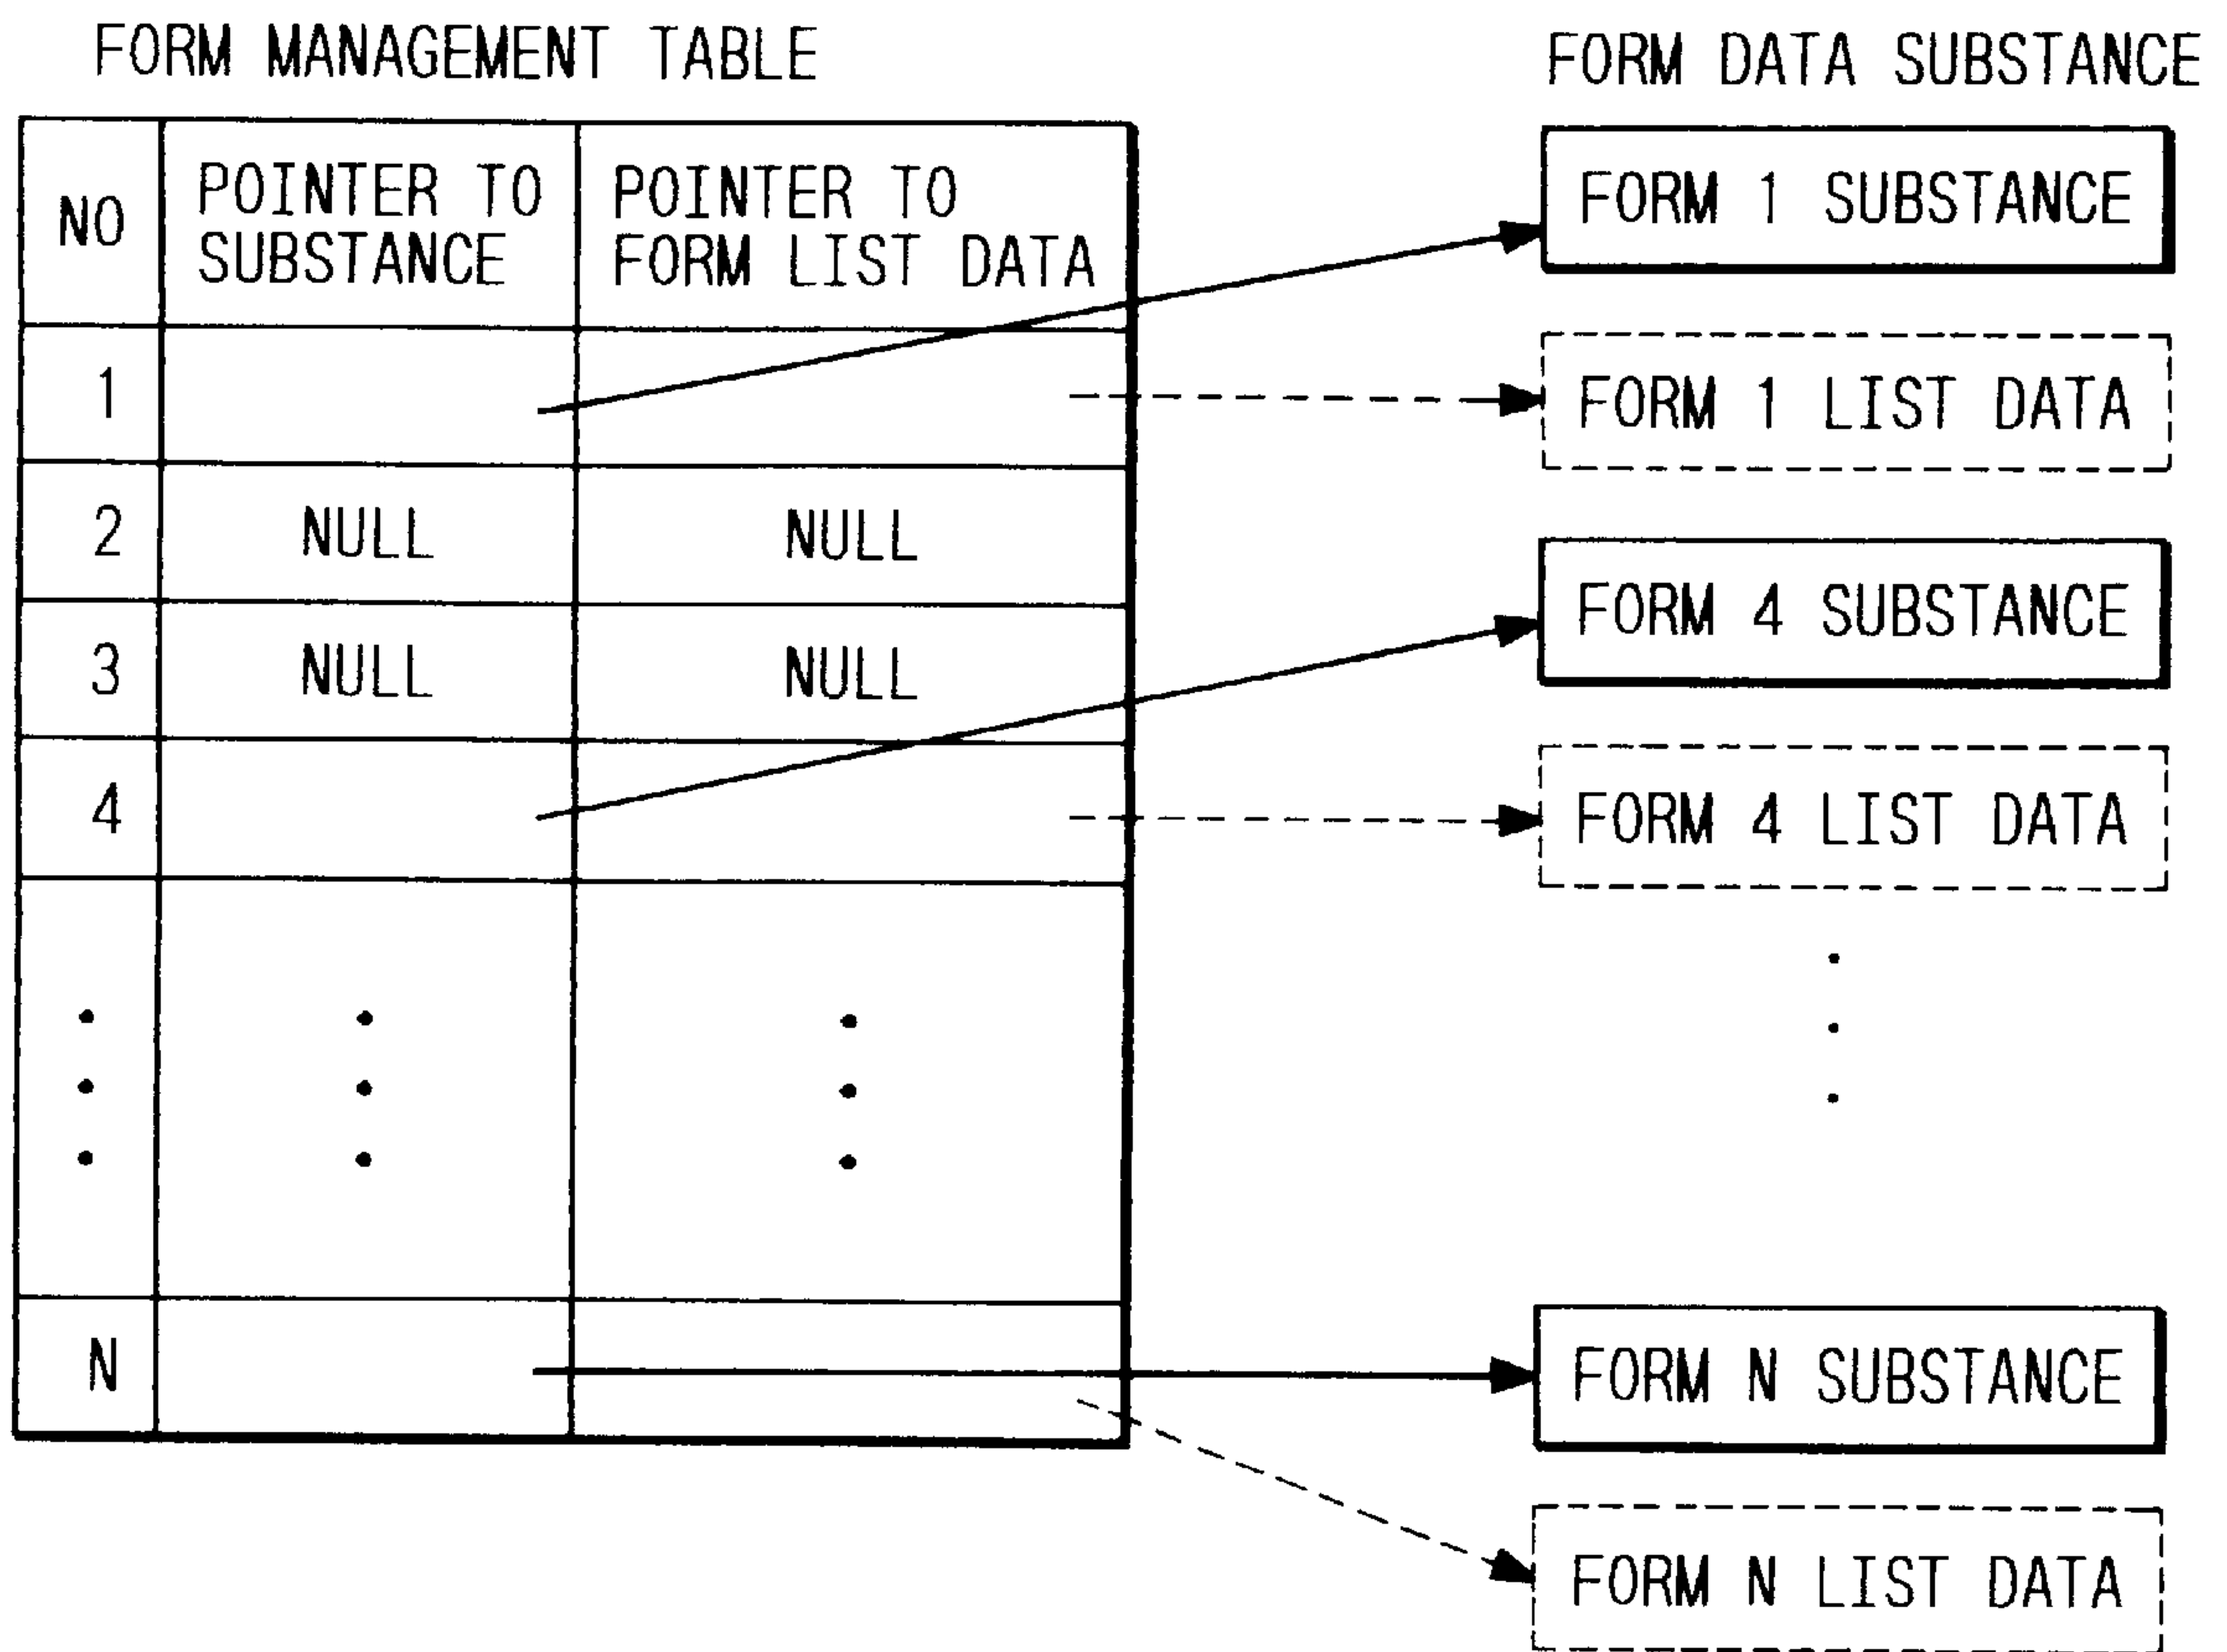 FORM MANAGEMENT TABLE
NO
POINTER TO
SUBSTANCE
POINTER TO
FORM LIST DATA
1
2
NULL
NULL
3
NULL
NULL
4
N
FORM DATA SUBSTANCE
FORM 1 SUBSTANCE
FORM 1 LIST DATA
FORM 4 SUBSTANCE
FORM 4 LIST DATA
FORM N SUBSTANCE
FORM N LIST DATA